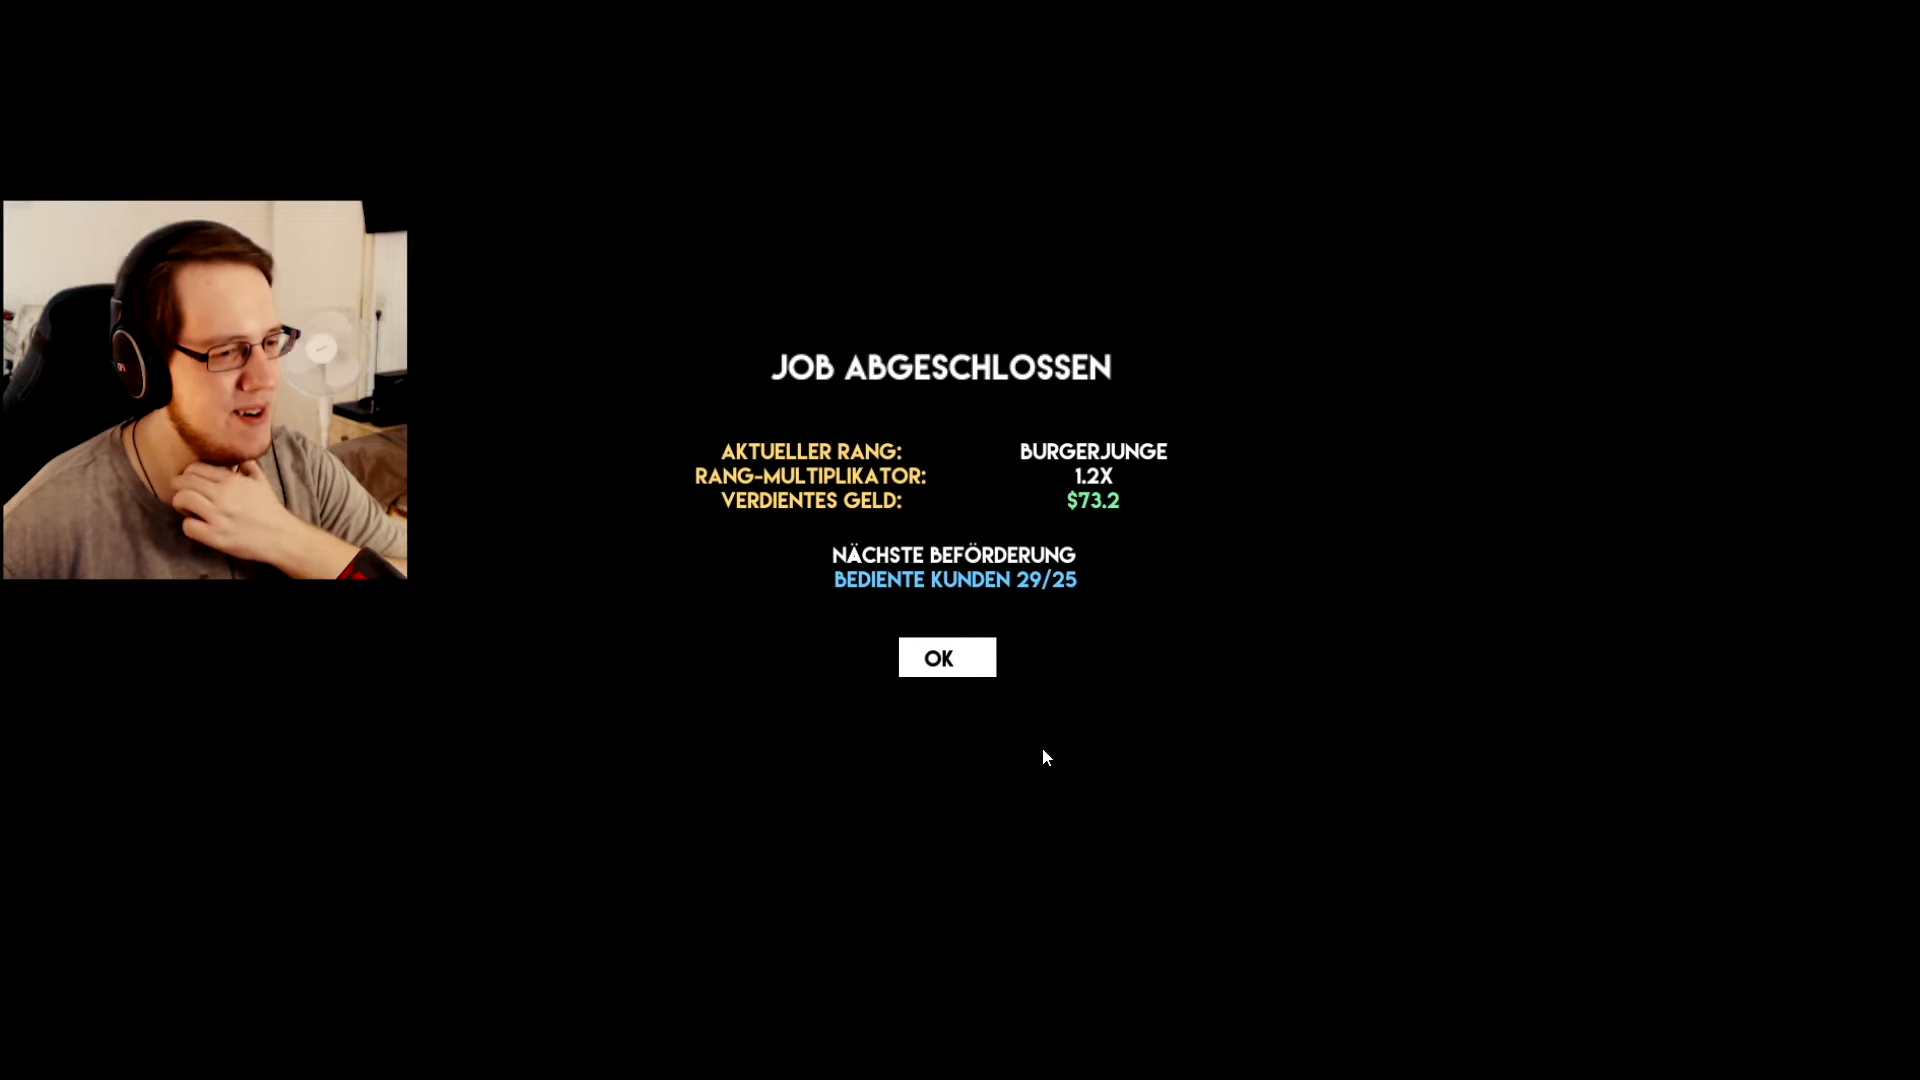 JOB ABGESCHLOSSEN
AKTUELLER RANG: BURGERJUNGE
RANG-MULTIPLIKATOR: 1.2X
VERDIENTES GELD: $73.2
NÄCHSTE BEFÖRDERUNG
BEDIENTE KUNDEN 29/25
OK